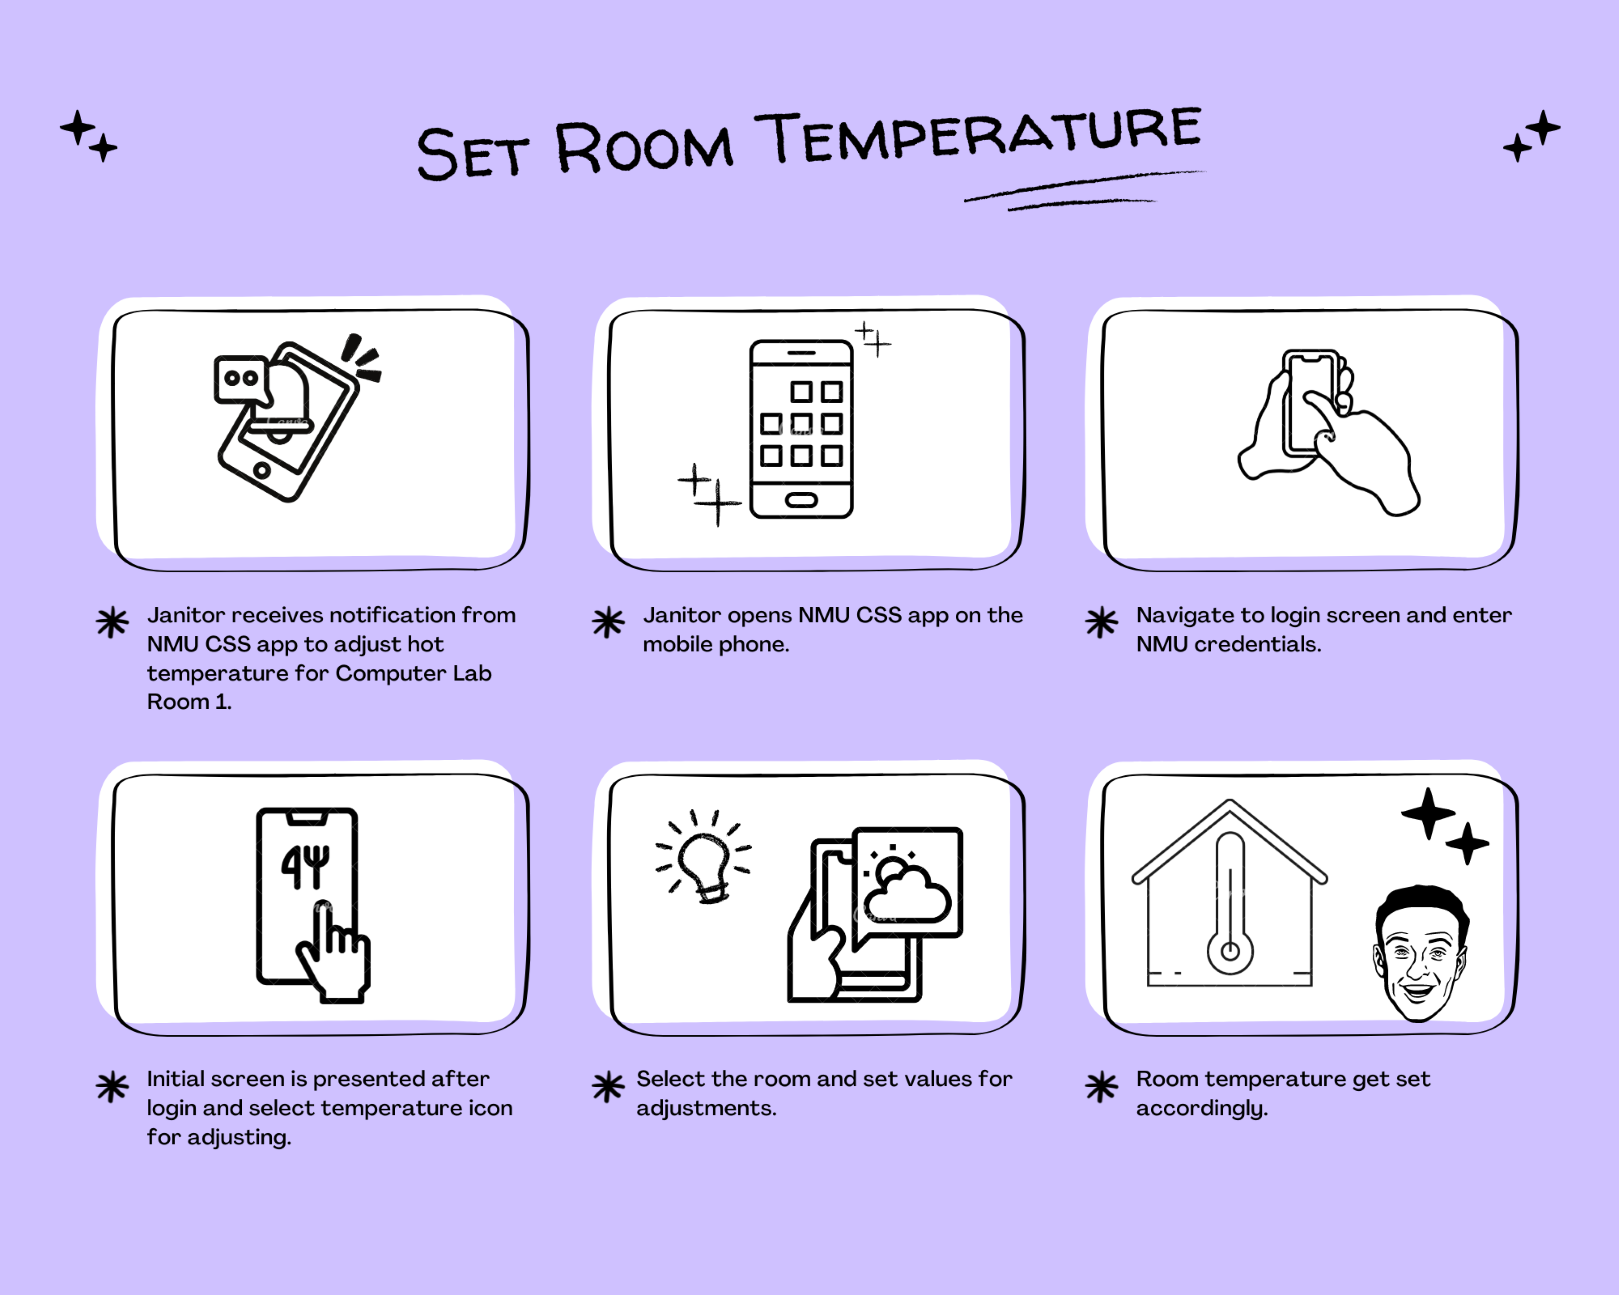 Set Room Temperature
Janitor receives notification from
NMU CSS app to adjust hot
temperature for Computer Lab
Room 1.
Janitor opens NMU CSS app on the
mobile phone.
Navigate to login screen and enter
NMU credentials.
Initial screen is presented after
login and select temperature icon
for adjusting.
Select the room and set values for
adjustments.
Room temperature get set
accordingly.